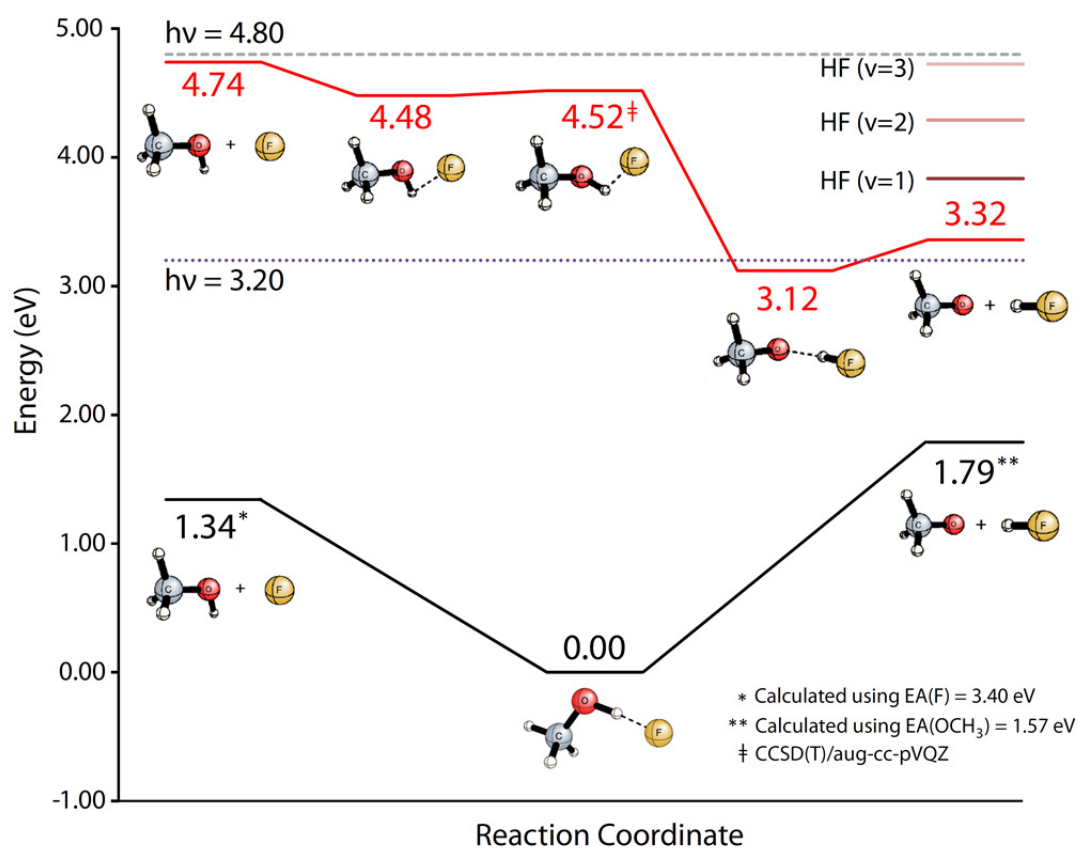 5.00
hν = 4.80
HF (v=3)
4.74
4.48
4.52‡
HF (v=2)
4.00
C O + F
C O F
C O F
HF (v=1)
3.32
3.00
hν = 3.20
3.12
C O + F
C O F
Energy (eV)
2.00
1.79**
1.34*
1.00
C O + F
C O + F
0.00
0.00
O
C F
* Calculated using EA(F) = 3.40 eV
** Calculated using EA(OCH₃) = 1.57 eV
‡ CCSD(T)/aug-cc-pVQZ
-1.00
Reaction Coordinate